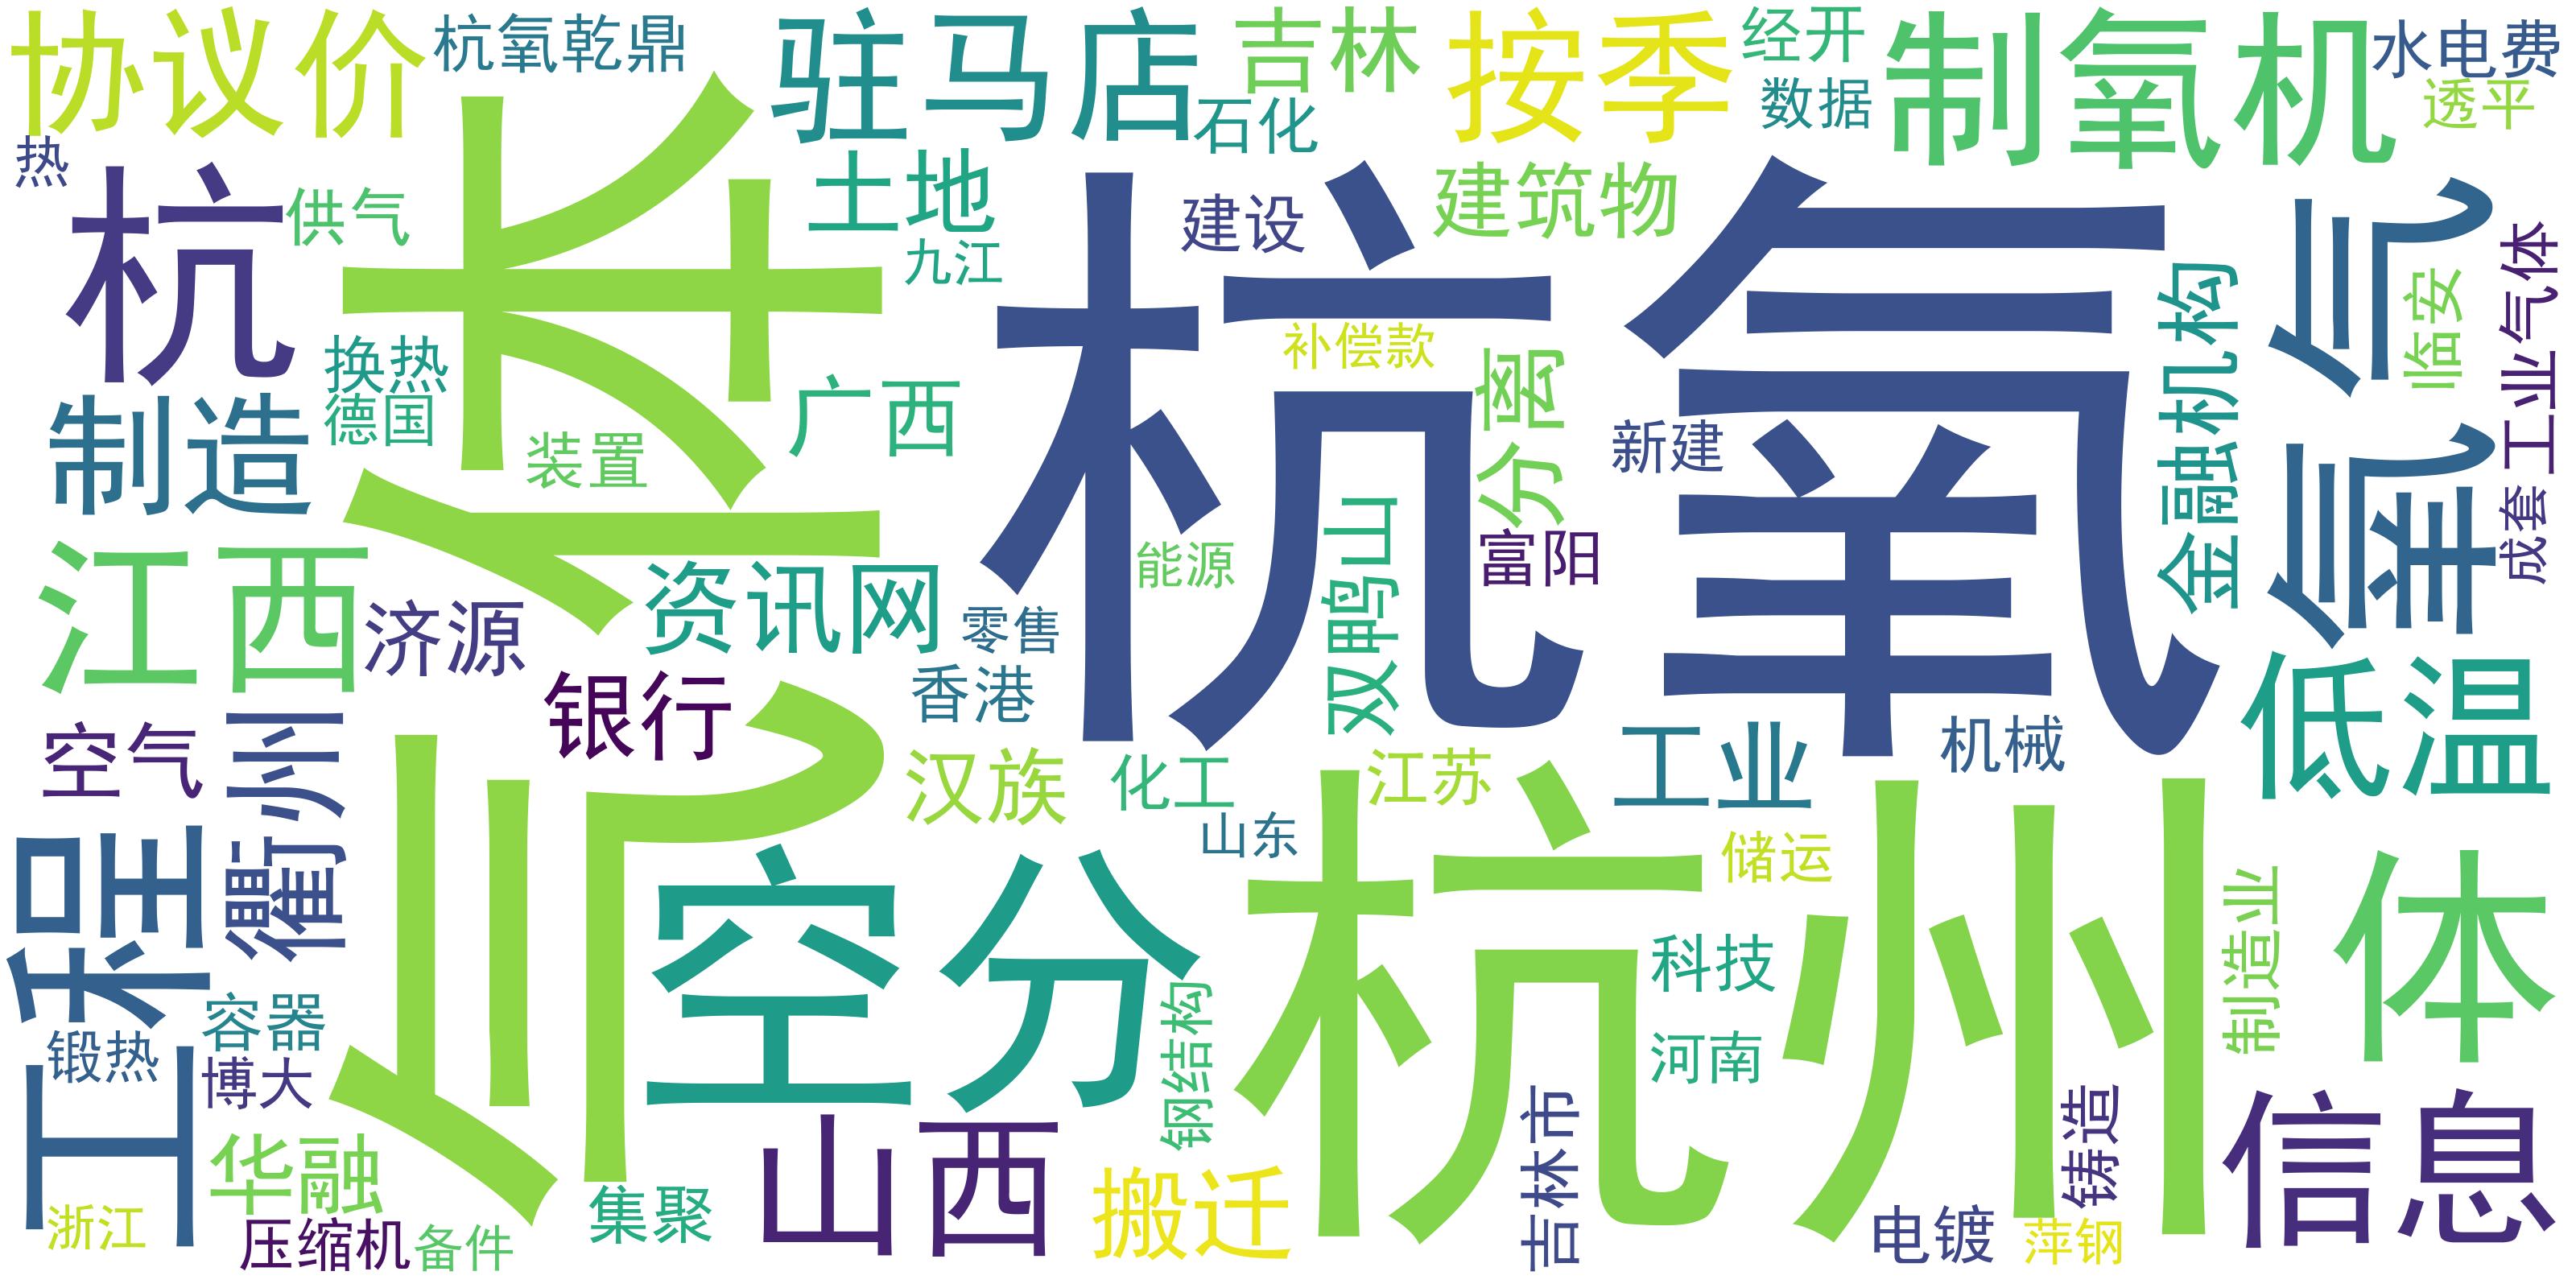 协议价
杭氧乾鼎
驻马店
吉林
按季
经开
制氧机
水电费
热
杭
供气
气体
土地
石化
九江
建设
建筑物
数据
透平
杭氧
氧气
临安
工业气体
金融机构
制造
换热
德国
装置
广西
补偿款
分离
新建
成套
江西
济源
资讯网
能源
零售
双鸭山
富阳
银行
香港
低温
空气
衢州
汉族
化工
江苏
工业
机械
山东
储运
工程
空分
杭州
体
制造业
科技
容器
锻热
博大
钢结构
河南
华融
山西
搬迁
吉林市
铸造
信息
浙江
压缩机
备件
集聚
电镀
萍钢